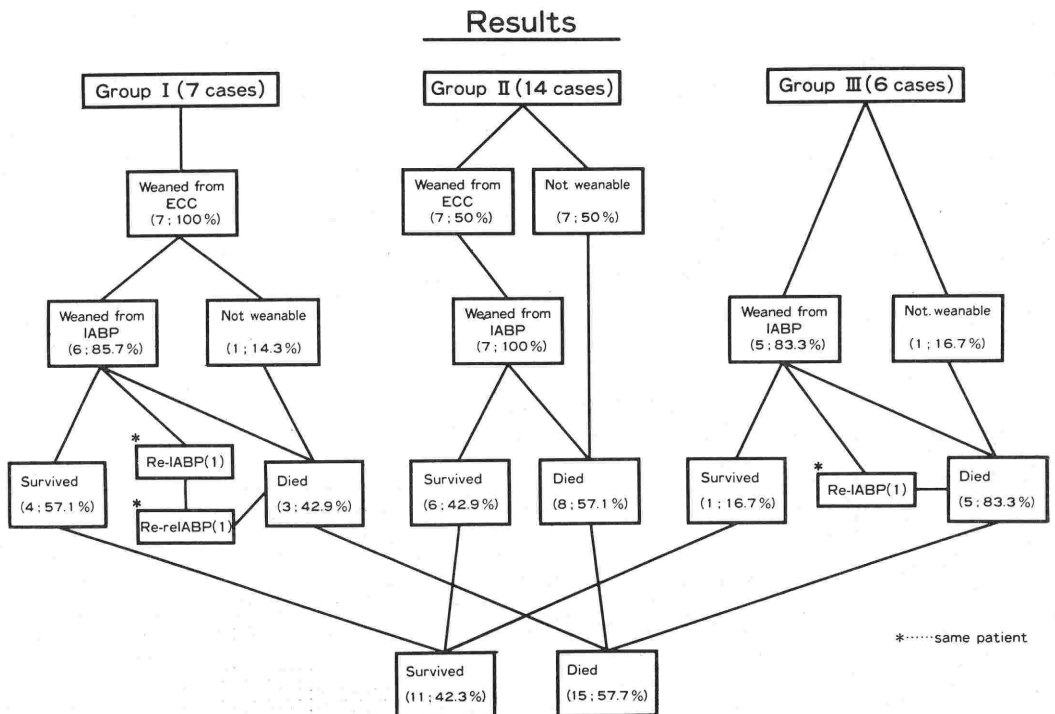 Results
Group I (7 cases)
Group II (14 cases)
Group III (6 cases)
Weaned from
ECC
(7 ; 100%)
Weaned from
ECC
(7 ; 50%)
Not weanable
(7 ; 50%)
Weaned from
IABP
(6 ; 85.7%)
Not weanable
(1 ; 14.3%)
Weaned from
IABP
(7 ; 100%)
Weaned from
IABP
(5 ; 83.3%)
Not. weanable
(1 ; 16.7%)
*
Re-IABP(1)
*
Re-reIABP(1)
Survived
(4 ; 57.1%)
Died
(3 ; 42.9%)
Survived
(6 ; 42.9%)
Died
(8 ; 57.1%)
Survived
(1 ; 16.7%)
*
Re-IABP(1)
Died
(5 ; 83.3%)
*······same patient
Survived
(11 ; 42.3%)
Died
(15 ; 57.7%)